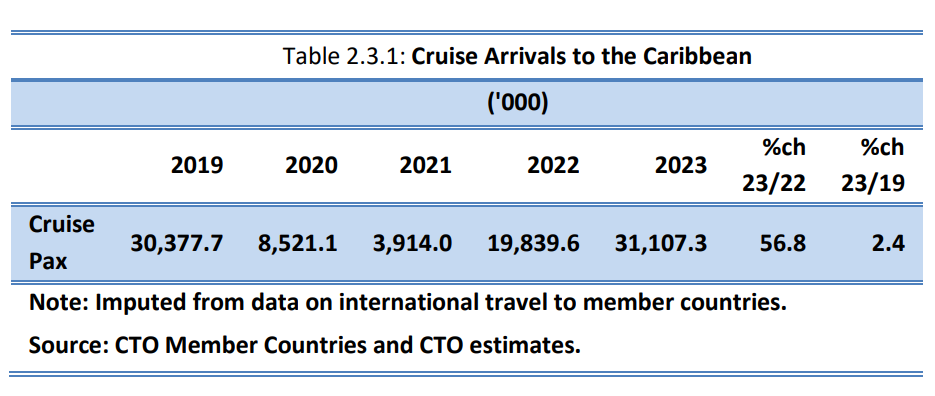 Table 2.3.1: Cruise Arrivals to the Caribbean
('000)
2019 2020 2021 2022 2023 %ch 23/22 %ch 23/19
Cruise Pax 30,377.7 8,521.1 3,914.0 19,839.6 31,107.3 56.8 2.4
Note: Imputed from data on international travel to member countries.
Source: CTO Member Countries and CTO estimates.